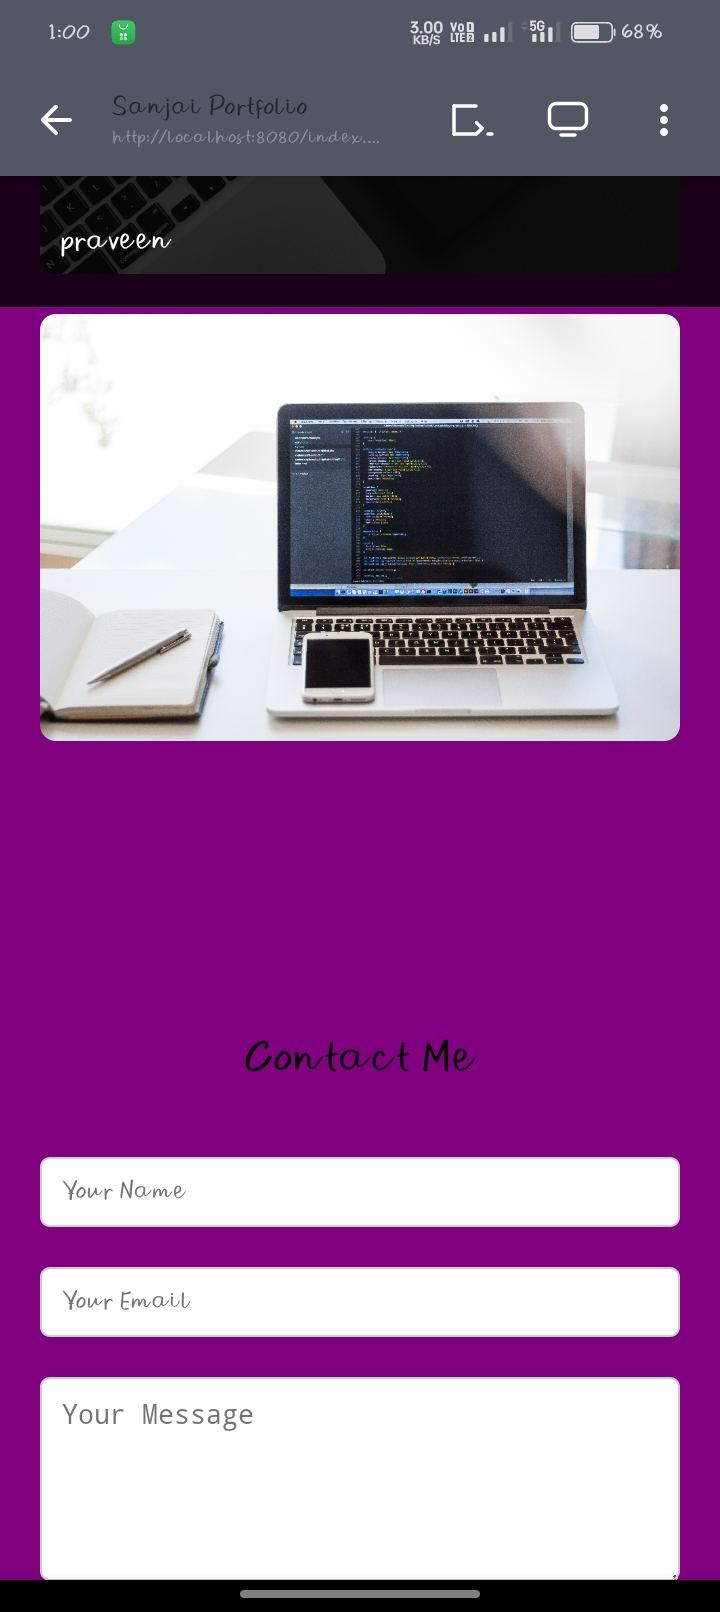 1:00
3.00 KB/S VoD LTE2 5G 68%
Sanjai Portfolio
http://localhost:8080/index....
praveen
Contact Me
Your Name
Your Email
Your Message